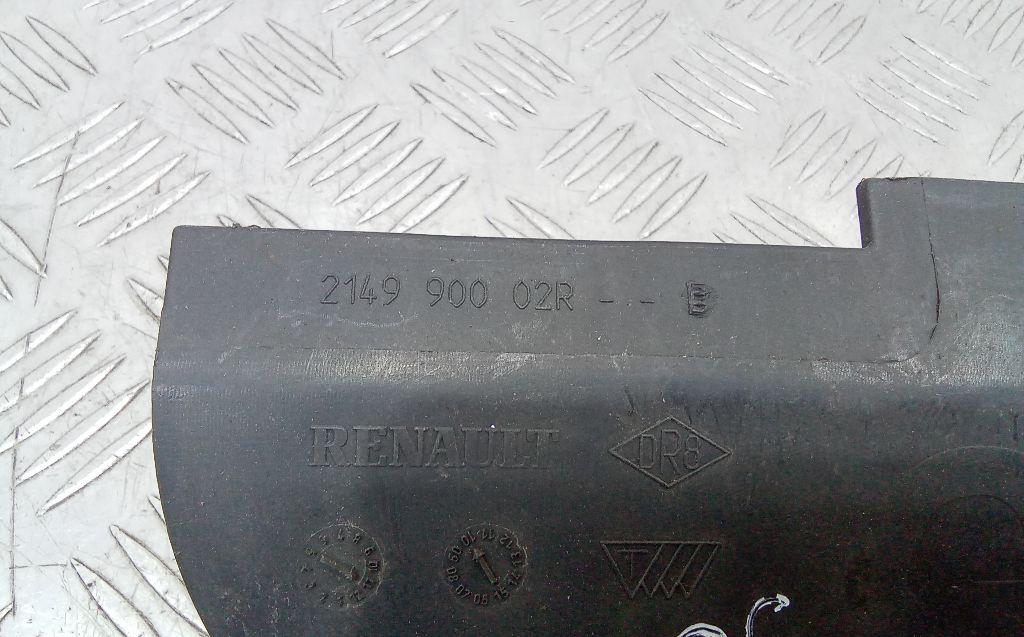 2149 900 02R - - B
RENAULT
DR8
T